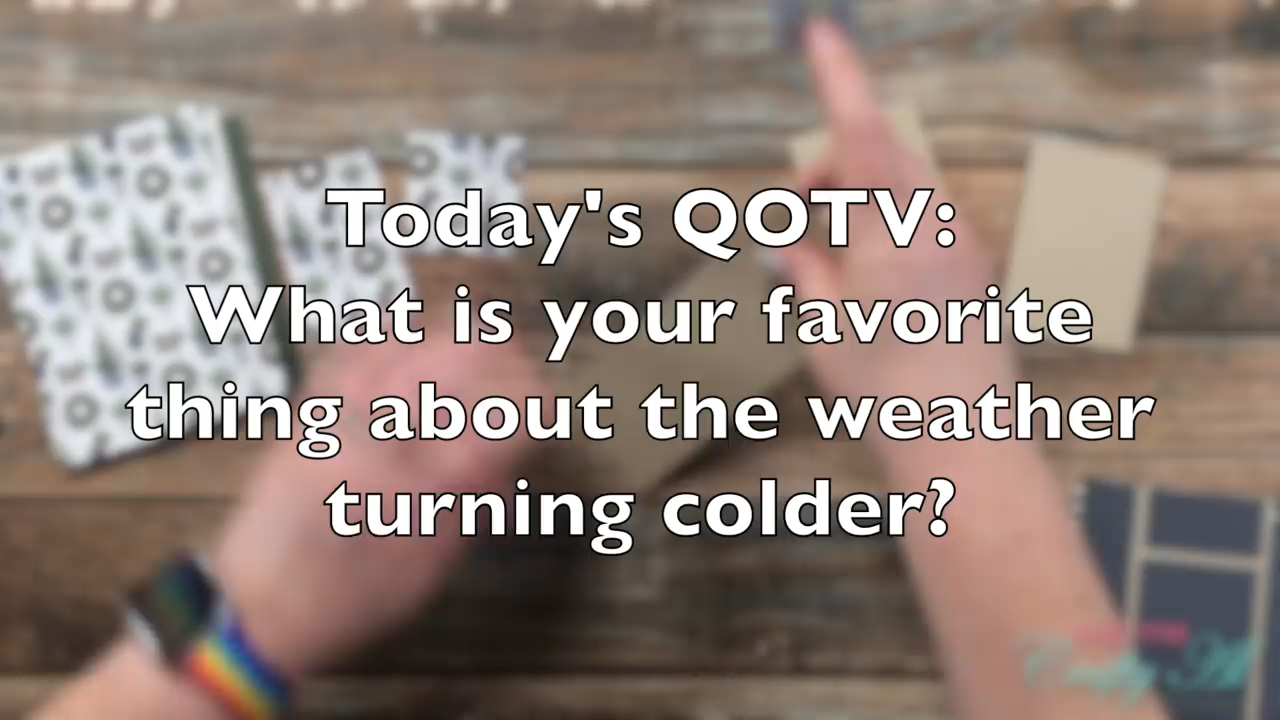 Today's QOTV:
What is your favorite
thing about the weather
turning colder?